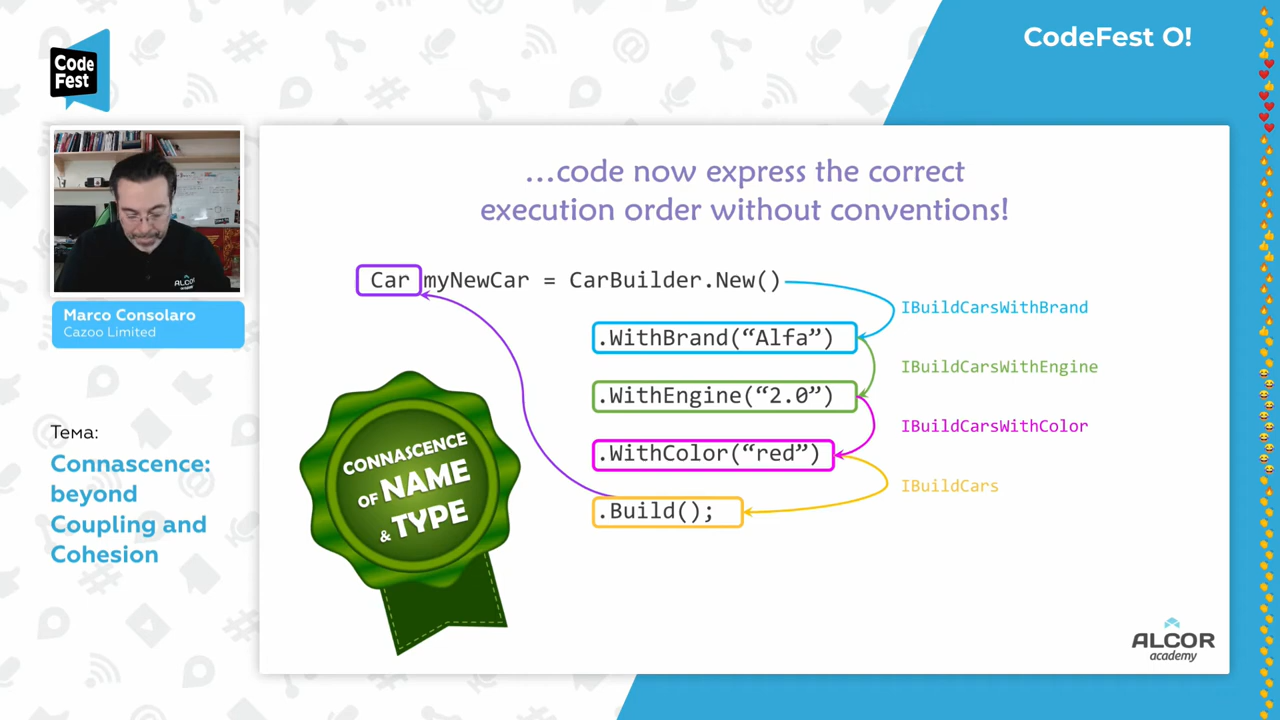 CodeFest O!
Code
Fest
ALCOR
Marco Consolaro
Cazoo Limited
Тема:
Connascence:
beyond
Coupling and
Cohesion
...code now express the correct
execution order without conventions!
Car myNewCar = CarBuilder.New()
IBuildCarsWithBrand
.WithBrand(“Alfa”)
IBuildCarsWithEngine
.WithEngine(“2.0”)
IBuildCarsWithColor
.WithColor(“red”)
IBuildCars
.Build();
CONNASCENCE
OF NAME
& TYPE
ALCOR
academy